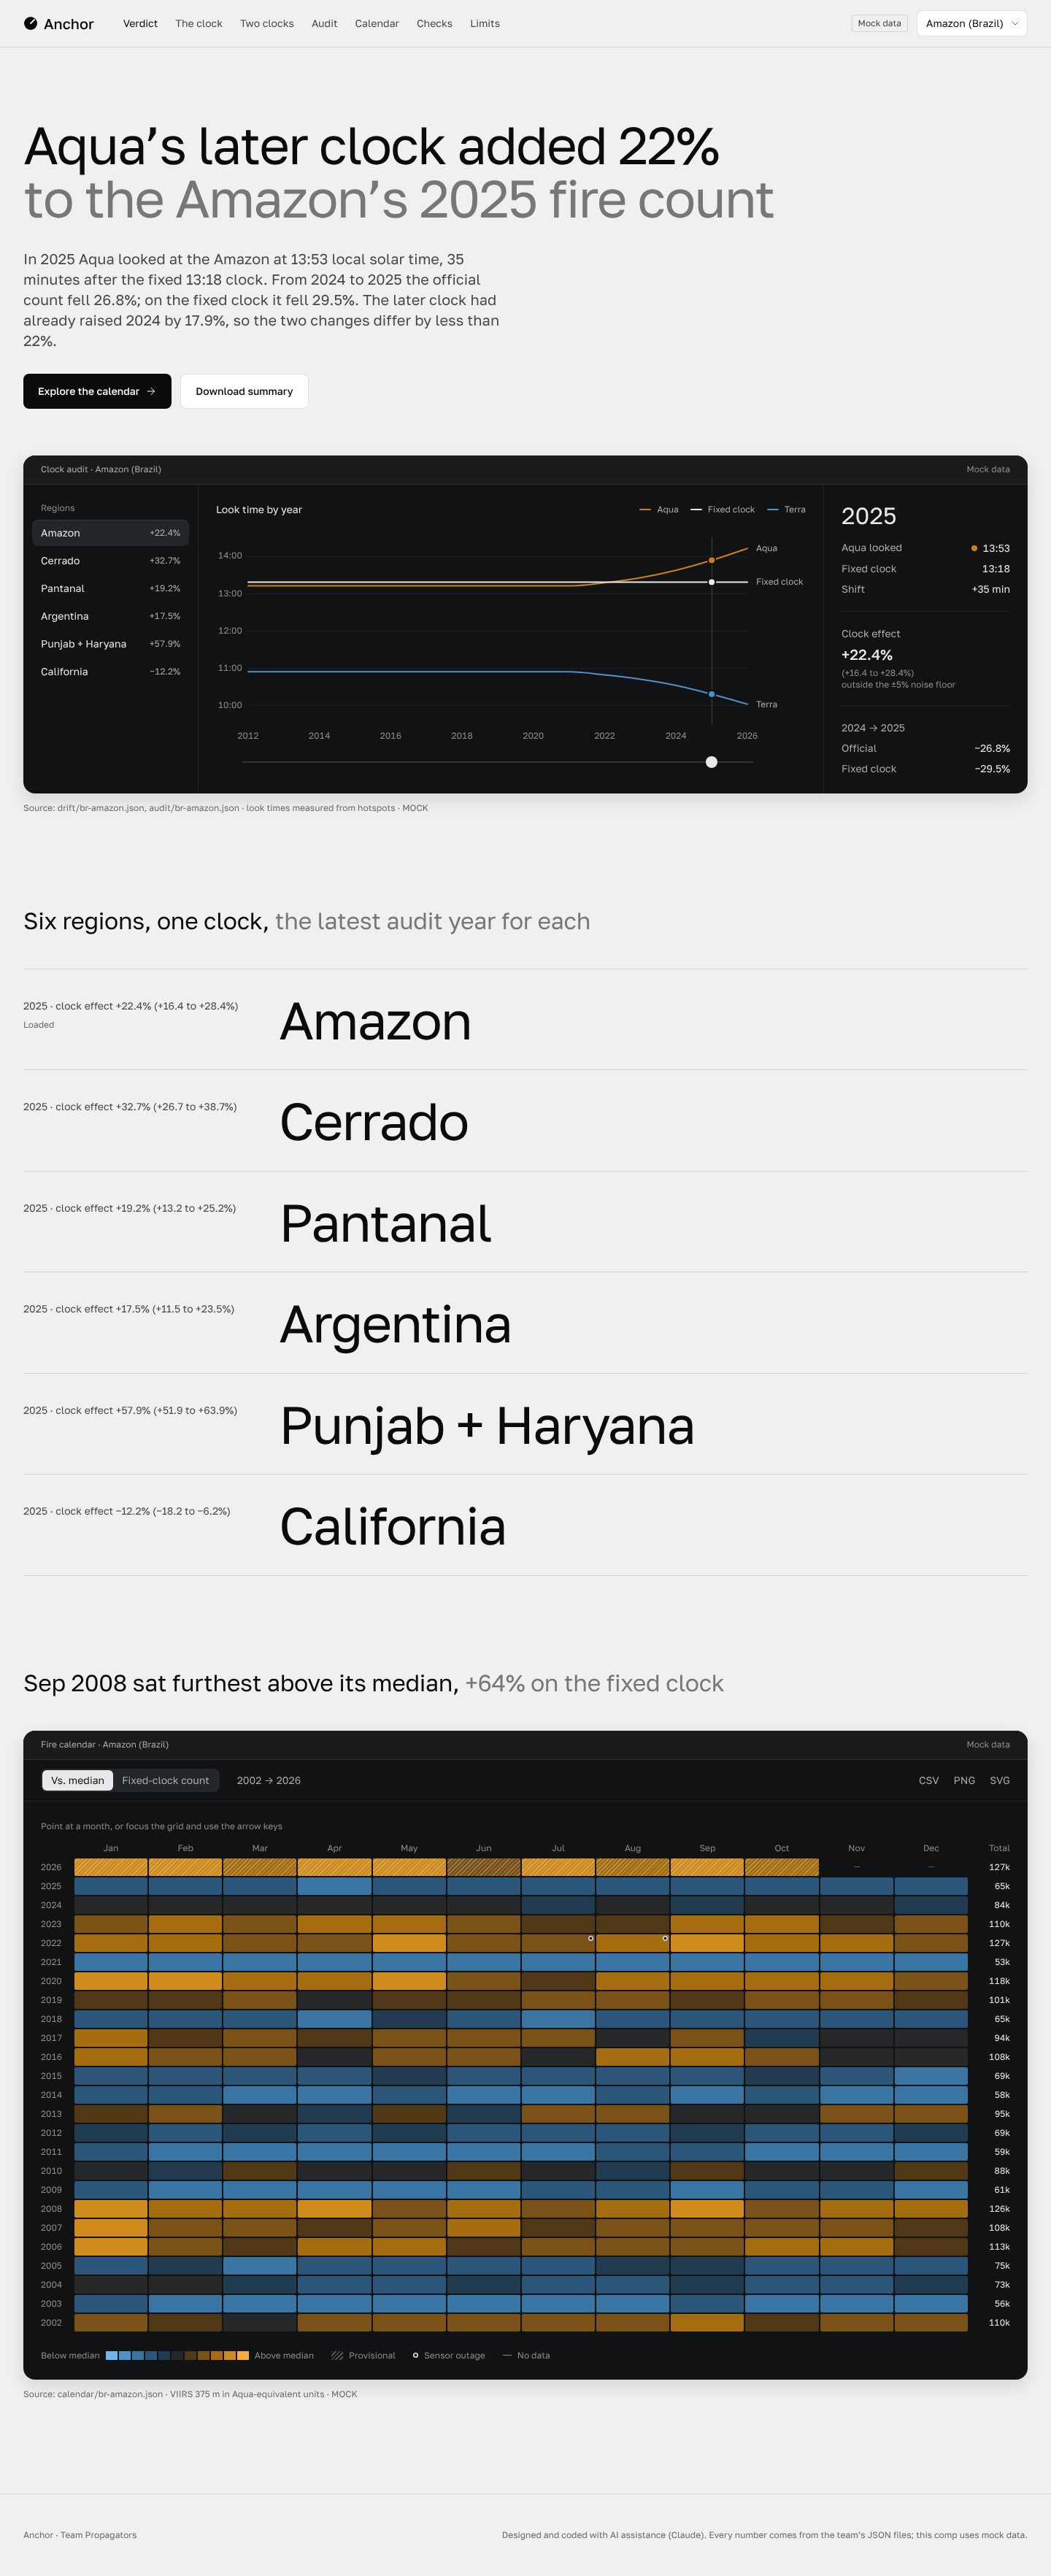 Anchor
Verdict
The clock
Two clocks
Audit
Calendar
Checks
Limits
Mock data
Amazon (Brazil)
Aqua’s later clock added 22%
to the Amazon’s 2025 fire count
In 2025 Aqua looked at the Amazon at 13:53 local solar time, 35
minutes after the fixed 13:18 clock. From 2024 to 2025 the official
count fell 26.8%; on the fixed clock it fell 29.5%. The later clock had
already raised 2024 by 17.9%, so the two changes differ by less than
22%.
Explore the calendar →
Download summary
Clock audit · Amazon (Brazil)
Mock data
Regions
Amazon +22.4%
Cerrado +32.7%
Pantanal +19.2%
Argentina +17.5%
Punjab + Haryana +57.9%
California −12.2%
Look time by year
Aqua
Fixed clock
Terra
14:00
13:00
12:00
11:00
10:00
Aqua
Fixed clock
Terra
2012 2014 2016 2018 2020 2022 2024 2026
2025
Aqua looked 13:53
Fixed clock 13:18
Shift +35 min
Clock effect
+22.4%
(+16.4 to +28.4%)
outside the ±5% noise floor
2024 → 2025
Official −26.8%
Fixed clock −29.5%
Source: drift/br-amazon.json, audit/br-amazon.json · look times measured from hotspots · MOCK
Six regions, one clock, the latest audit year for each
2025 · clock effect +22.4% (+16.4 to +28.4%)
Loaded
Amazon
2025 · clock effect +32.7% (+26.7 to +38.7%)
Cerrado
2025 · clock effect +19.2% (+13.2 to +25.2%)
Pantanal
2025 · clock effect +17.5% (+11.5 to +23.5%)
Argentina
2025 · clock effect +57.9% (+51.9 to +63.9%)
Punjab + Haryana
2025 · clock effect −12.2% (−18.2 to −6.2%)
California
Sep 2008 sat furthest above its median, +64% on the fixed clock
Fire calendar · Amazon (Brazil)
Mock data
Vs. median
Fixed-clock count
2002 → 2026
CSV PNG SVG
Point at a month, or focus the grid and use the arrow keys
Jan Feb Mar Apr May Jun Jul Aug Sep Oct Nov Dec Total
2026 — — 127k
2025 65k
2024 84k
2023 110k
2022 127k
2021 53k
2020 118k
2019 101k
2018 65k
2017 94k
2016 108k
2015 69k
2014 58k
2013 95k
2012 69k
2011 59k
2010 88k
2009 61k
2008 126k
2007 108k
2006 113k
2005 75k
2004 73k
2003 56k
2002 110k
Below median
Above median
Provisional
Sensor outage
— No data
Source: calendar/br-amazon.json · VIIRS 375 m in Aqua-equivalent units · MOCK
Anchor · Team Propagators
Designed and coded with AI assistance (Claude). Every number comes from the team’s JSON files; this comp uses mock data.